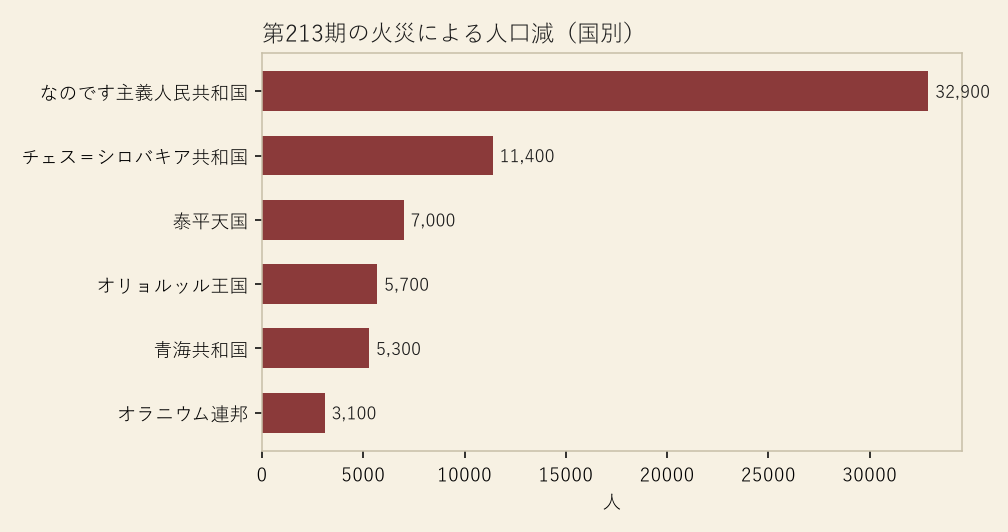 第213期の火災による人口減（国別）
なのです主義人民共和国 32,900
チェス＝シロバキア共和国 11,400
泰平天国 7,000
オリョルッル王国 5,700
青海共和国 5,300
オラニウム連邦 3,100
0 5000 10000 15000 20000 25000 30000
人